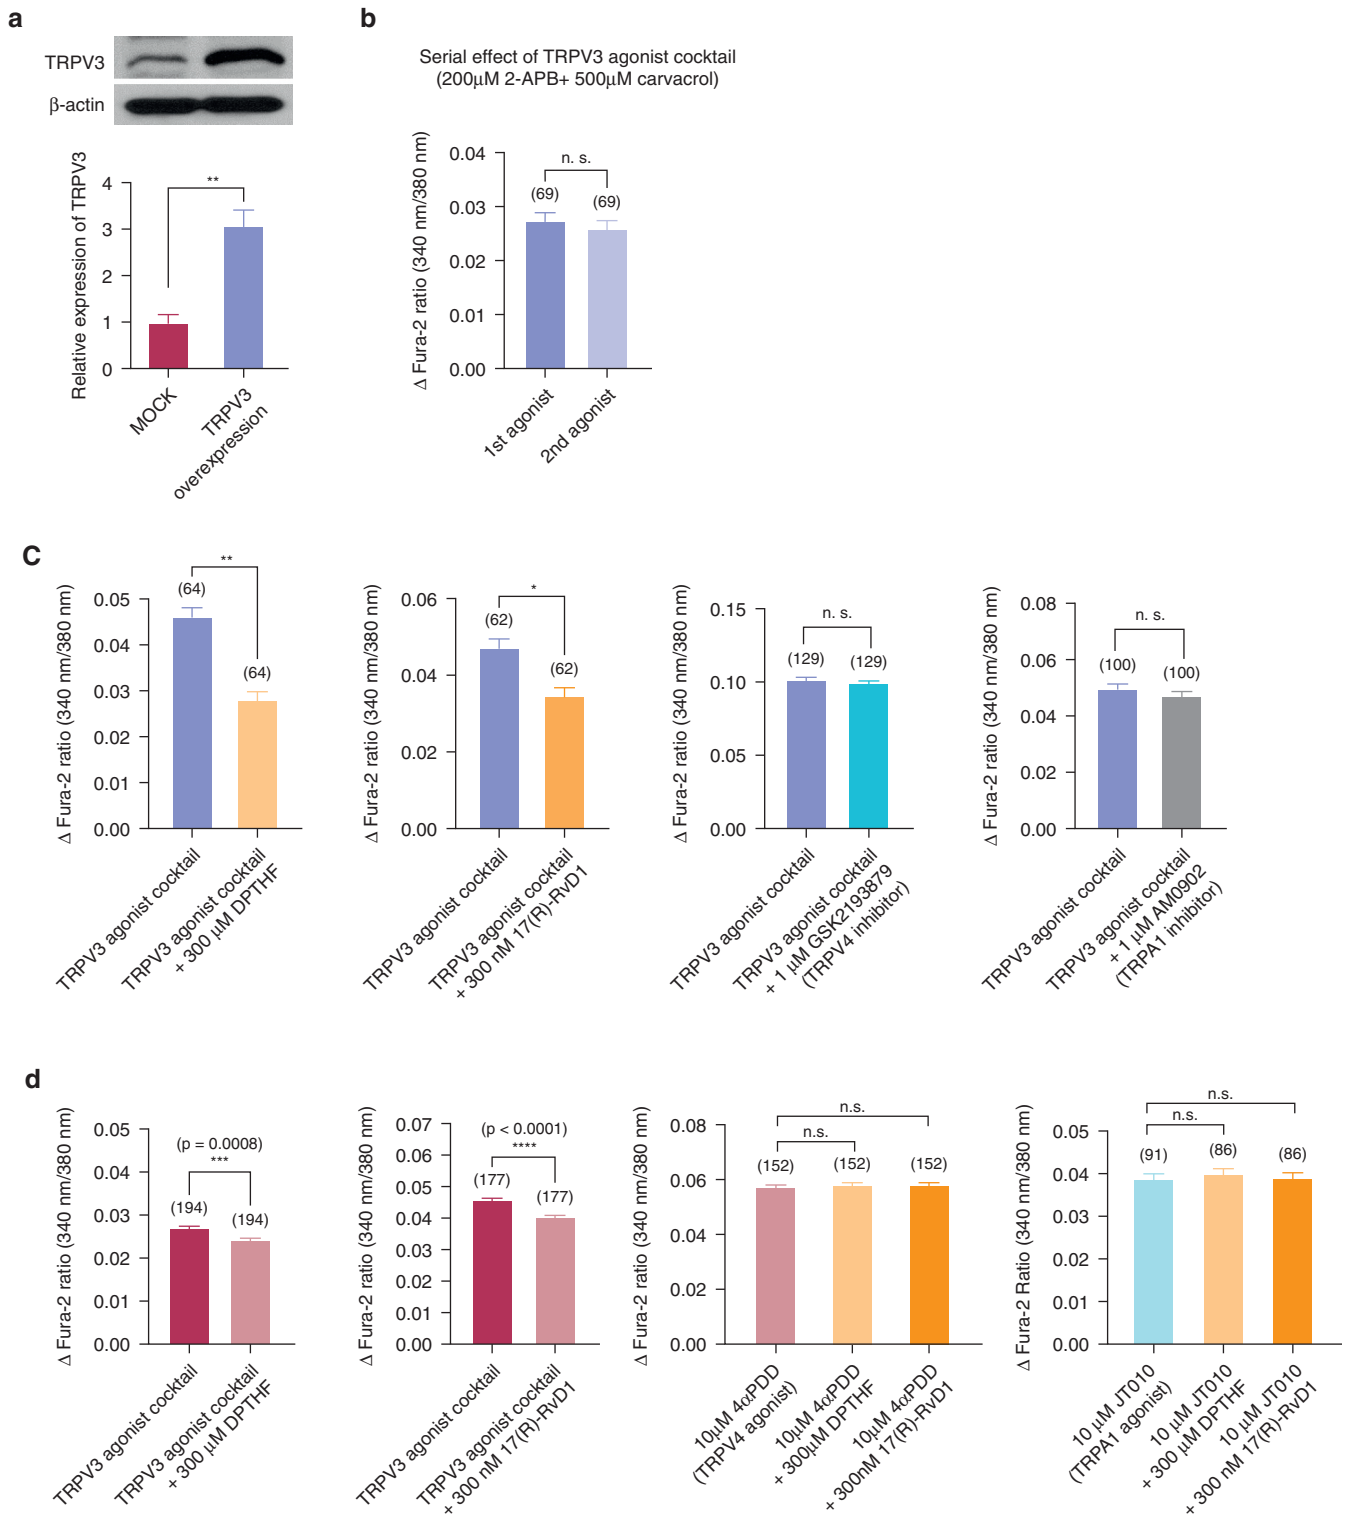 a
TRPV3
β-actin
Relative expression of TRPV3
4
3
2
1
0
**
MOCK
TRPV3
overexpression
b
Serial effect of TRPV3 agonist cocktail
(200μM 2-APB+ 500μM carvacrol)
Δ Fura-2 ratio (340 nm/380 nm)
0.04
0.03
0.02
0.01
0.00
n. s.
(69)
(69)
1st agonist
2nd agonist
C
Δ Fura-2 ratio (340 nm/380 nm)
0.05
0.04
0.03
0.02
0.01
0.00
**
(64)
(64)
TRPV3 agonist cocktail
TRPV3 agonist cocktail
+ 300 μM DPTHF
Δ Fura-2 ratio (340 nm/380 nm)
0.06
0.04
0.02
0.00
*
(62)
(62)
TRPV3 agonist cocktail
TRPV3 agonist cocktail
+ 300 nM 17(R)-RvD1
Δ Fura-2 ratio (340 nm/380 nm)
0.15
0.10
0.05
0.00
n. s.
(129)
(129)
TRPV3 agonist cocktail
TRPV3 agonist cocktail
+ 1 μM GSK2193879
(TRPV4 inhibitor)
Δ Fura-2 ratio (340 nm/380 nm)
0.08
0.06
0.04
0.02
0.00
n. s.
(100)
(100)
TRPV3 agonist cocktail
TRPV3 agonist cocktail
+ 1 μM AM0902
(TRPA1 inhibitor)
d
Δ Fura-2 ratio (340 nm/380 nm)
0.05
0.04
0.03
0.02
0.01
0.00
(p = 0.0008)
***
(194)
(194)
TRPV3 agonist cocktail
TRPV3 agonist cocktail
+ 300 μM DPTHF
Δ Fura-2 ratio (340 nm/380 nm)
0.07
0.06
0.05
0.04
0.03
0.02
0.01
0.00
(p < 0.0001)
****
(177)
(177)
TRPV3 agonist cocktail
TRPV3 agonist cocktail
+ 300 nM 17(R)-RvD1
Δ Fura-2 ratio (340 nm/380 nm)
0.08
0.06
0.04
0.02
0.00
n.s.
n.s.
(152)
(152)
(152)
10μM 4αPDD
(TRPV4 agonist)
10μM 4αPDD
+ 300μM DPTHF
10μM 4αPDD
+ 300nM 17(R)-RvD1
Δ Fura-2 Ratio (340 nm/380 nm)
0.05
0.04
0.03
0.02
0.01
0.00
n.s.
n.s.
(91)
(86)
(86)
10 μM JT010
(TRPA1 agonist)
10 μM JT010
+ 300 μM DPTHF
10 μM JT010
+ 300 nM 17(R)-RvD1